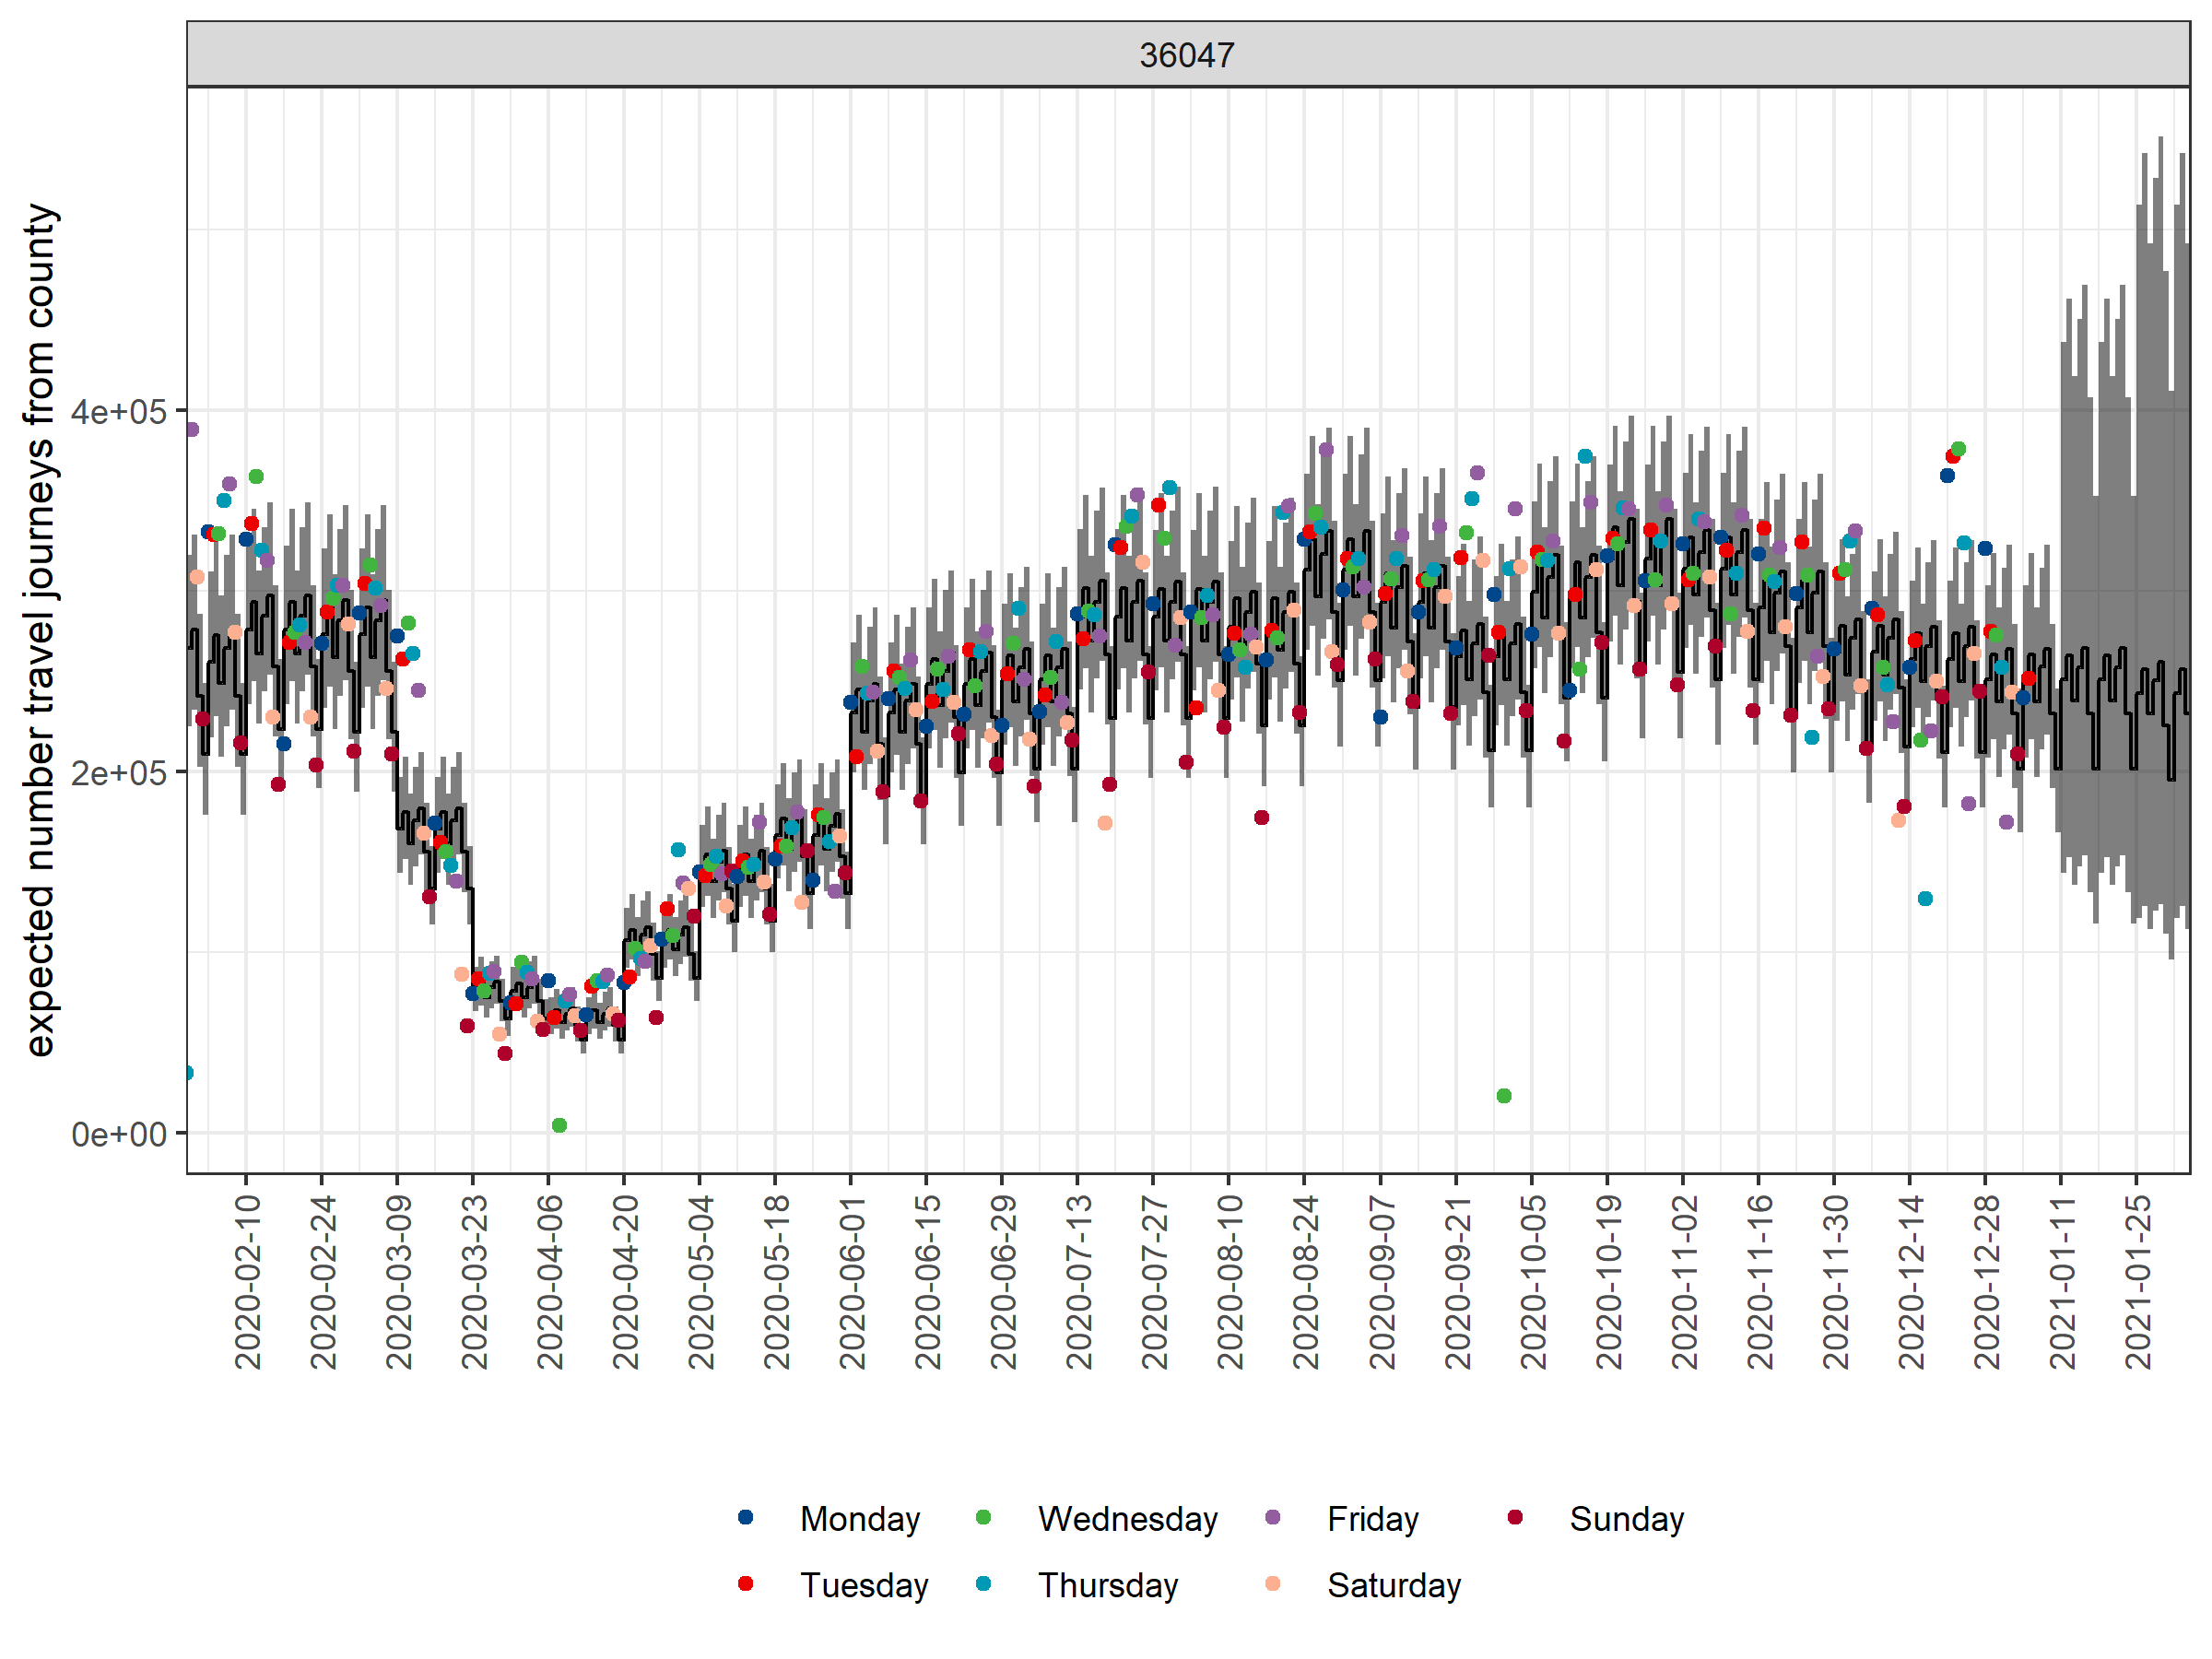 36047
expected number travel journeys from county
4e+05
2e+05
0e+00
2020-02-10
2020-02-24
2020-03-09
2020-03-23
2020-04-06
2020-04-20
2020-05-04
2020-05-18
2020-06-01
2020-06-15
2020-06-29
2020-07-13
2020-07-27
2020-08-10
2020-08-24
2020-09-07
2020-09-21
2020-10-05
2020-10-19
2020-11-02
2020-11-16
2020-11-30
2020-12-14
2020-12-28
2021-01-11
2021-01-25
Monday
Wednesday
Friday
Sunday
Tuesday
Thursday
Saturday